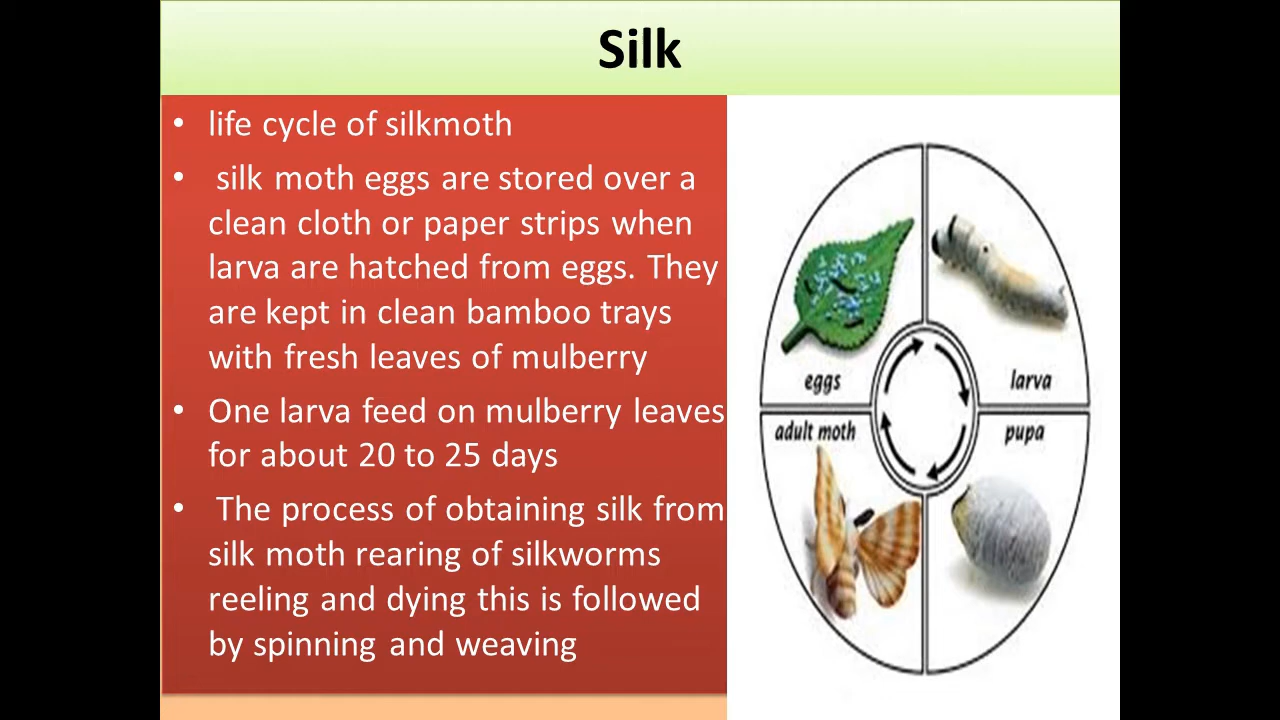 Silk
• life cycle of silkmoth
• silk moth eggs are stored over a
clean cloth or paper strips when
larva are hatched from eggs. They
are kept in clean bamboo trays
with fresh leaves of mulberry
• One larva feed on mulberry leaves
for about 20 to 25 days
• The process of obtaining silk from
silk moth rearing of silkworms
reeling and dying this is followed
by spinning and weaving
eggs
larva
adult moth
pupa